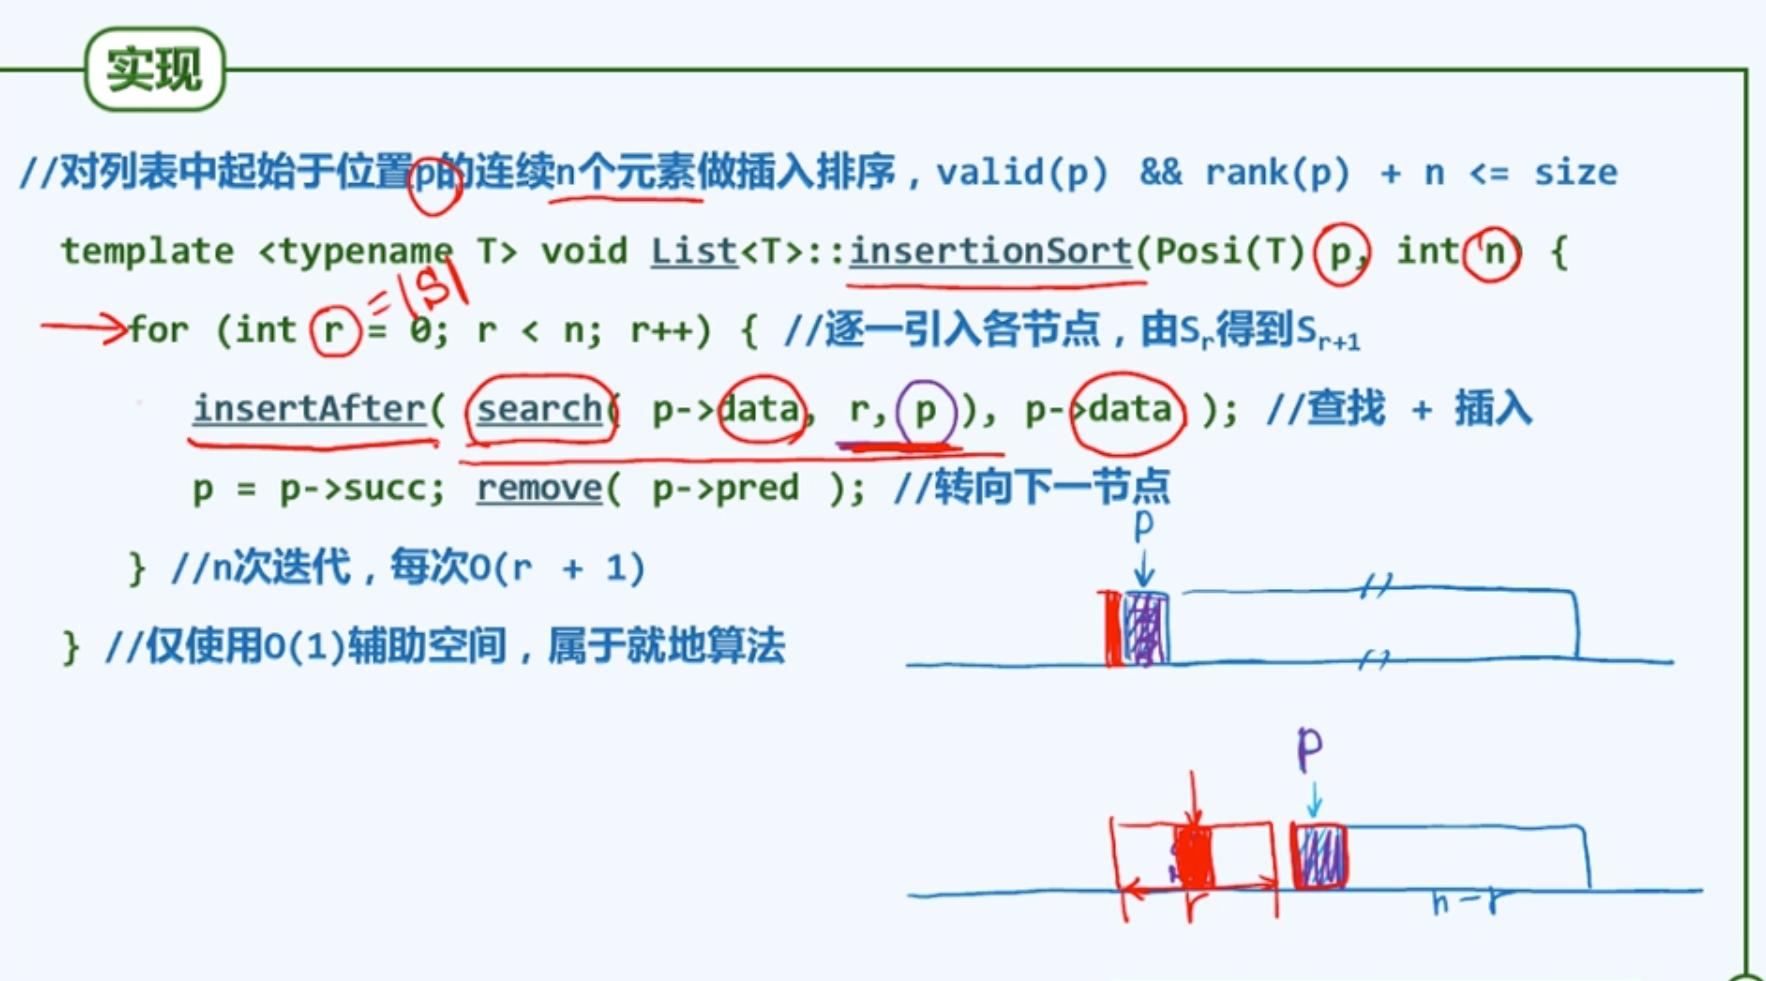 实现
//对列表中起始于位置p的连续n个元素做插入排序，valid(p) && rank(p) + n <= size
template <typename T> void List<T>::insertionSort(Posi(T) p, int n) {
=|S|
for (int r = 0; r < n; r++) { //逐一引入各节点，由Sr得到Sr+1
insertAfter( search( p->data, r, p ), p->data ); //查找 + 插入
p = p->succ; remove( p->pred ); //转向下一节点
p
} //n次迭代，每次O(r + 1)
} //仅使用O(1)辅助空间，属于就地算法
p
r n-r